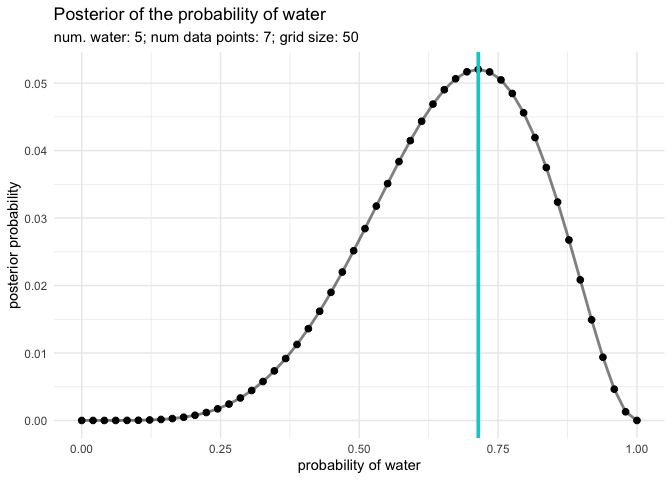 Posterior of the probability of water
num. water: 5; num data points: 7; grid size: 50
0.05
0.04
0.03
0.02
0.01
0.00
posterior probability
0.00 0.25 0.50 0.75 1.00
probability of water